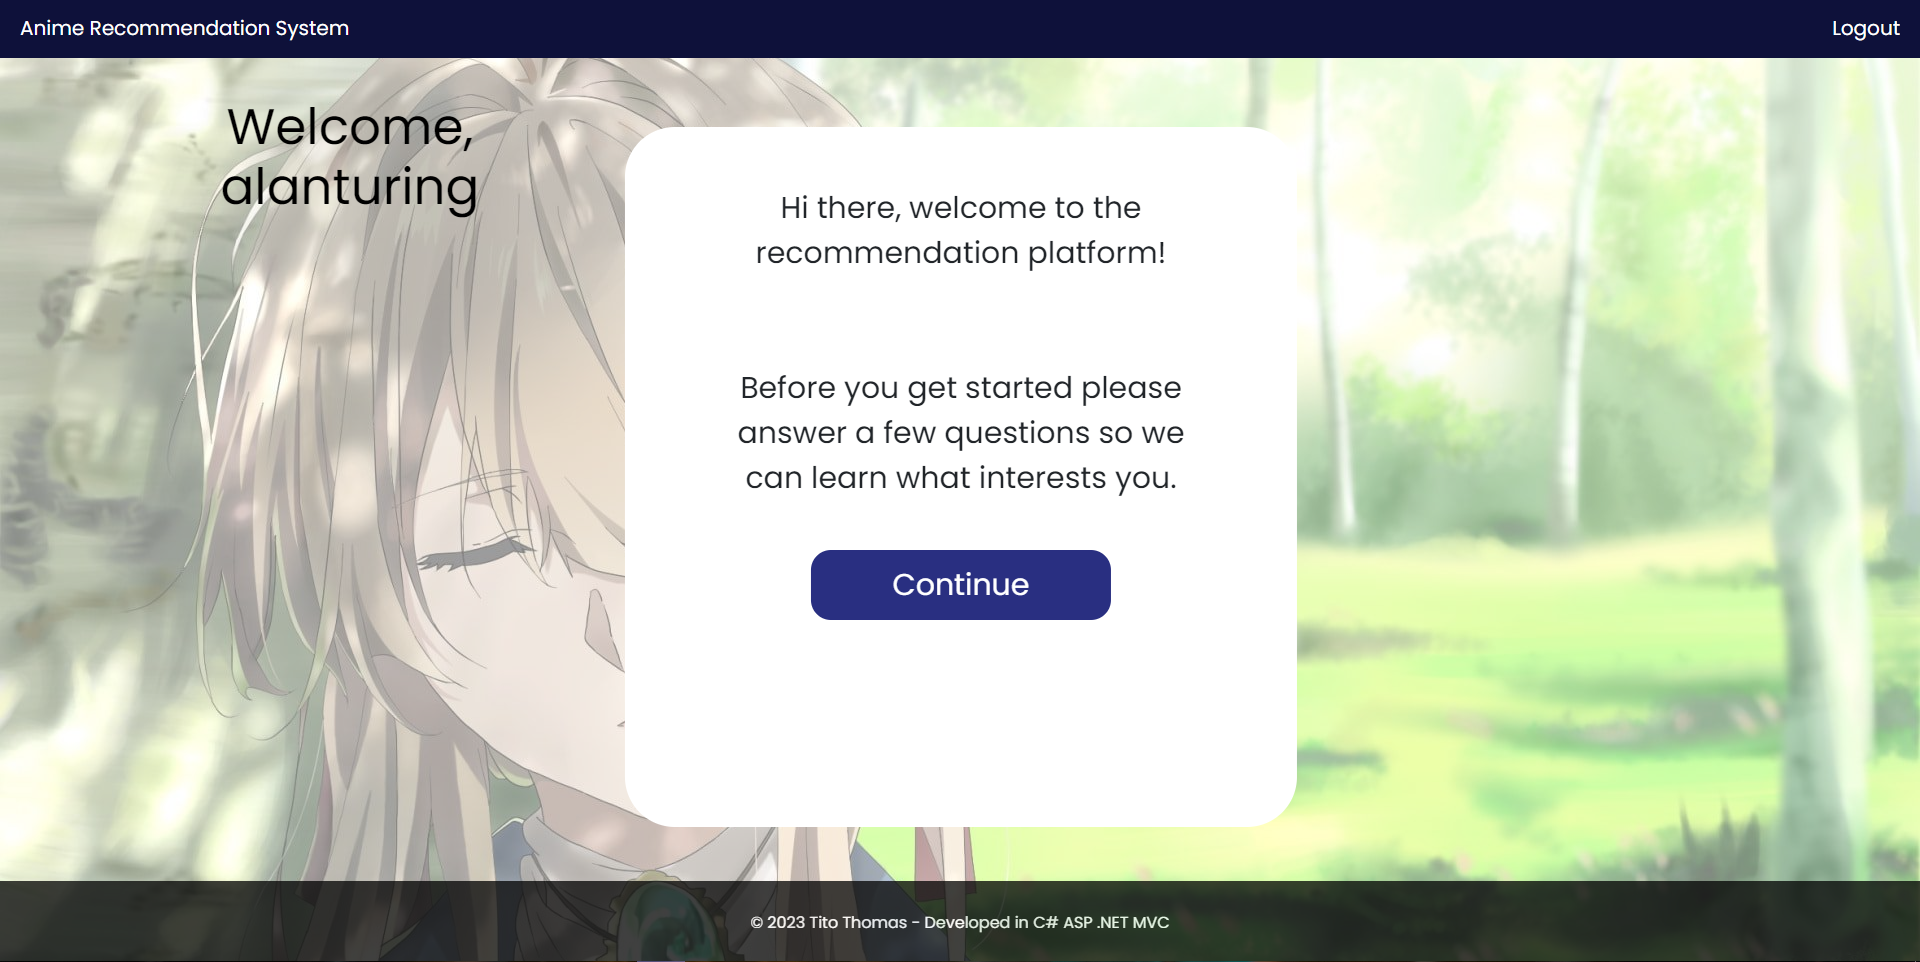 Anime Recommendation System
Logout
Welcome,
alanturing
Hi there, welcome to the
recommendation platform!
Before you get started please
answer a few questions so we
can learn what interests you.
Continue
© 2023 Tito Thomas - Developed in C# ASP .NET MVC